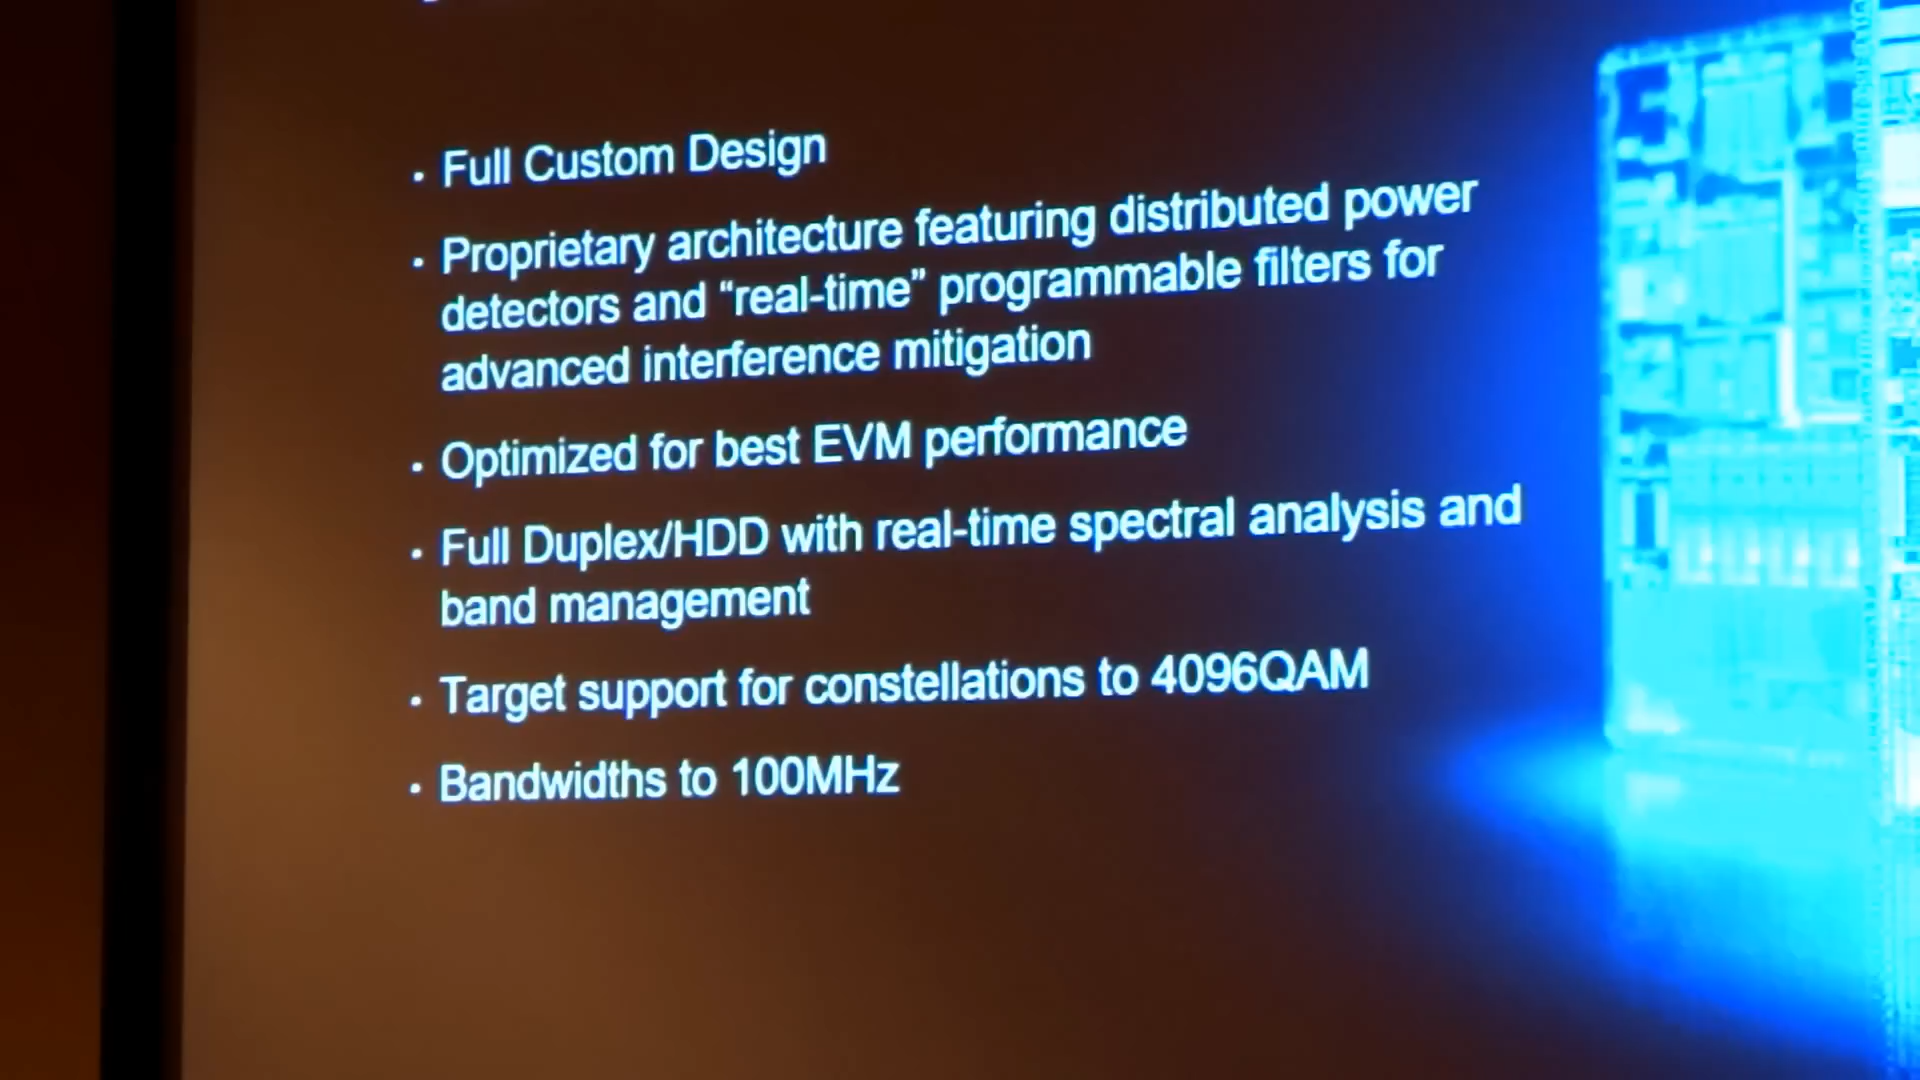 · Full Custom Design
· Proprietary architecture featuring distributed power
detectors and “real-time” programmable filters for
advanced interference mitigation
· Optimized for best EVM performance
· Full Duplex/HDD with real-time spectral analysis and
band management
· Target support for constellations to 4096QAM
· Bandwidths to 100MHz